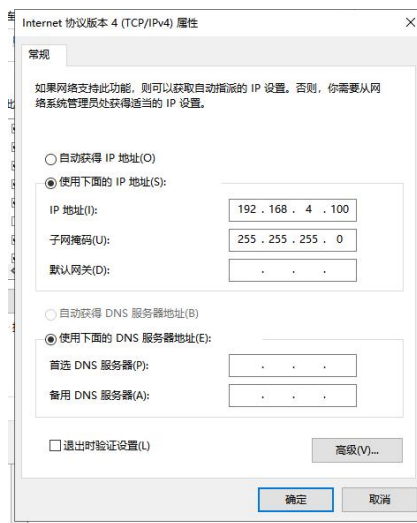 Internet 协议版本 4 (TCP/IPv4) 属性
常规
如果网络支持此功能，则可以获取自动指派的 IP 设置。否则，你需要从网
络系统管理员处获得适当的 IP 设置。
自动获得 IP 地址(O)
使用下面的 IP 地址(S):
IP 地址(I): 192 . 168 . 4 . 100
子网掩码(U): 255 . 255 . 255 . 0
默认网关(D): . . .
自动获得 DNS 服务器地址(B)
使用下面的 DNS 服务器地址(E):
首选 DNS 服务器(P): . . .
备用 DNS 服务器(A): . . .
退出时验证设置(L)
高级(V)...
确定 取消